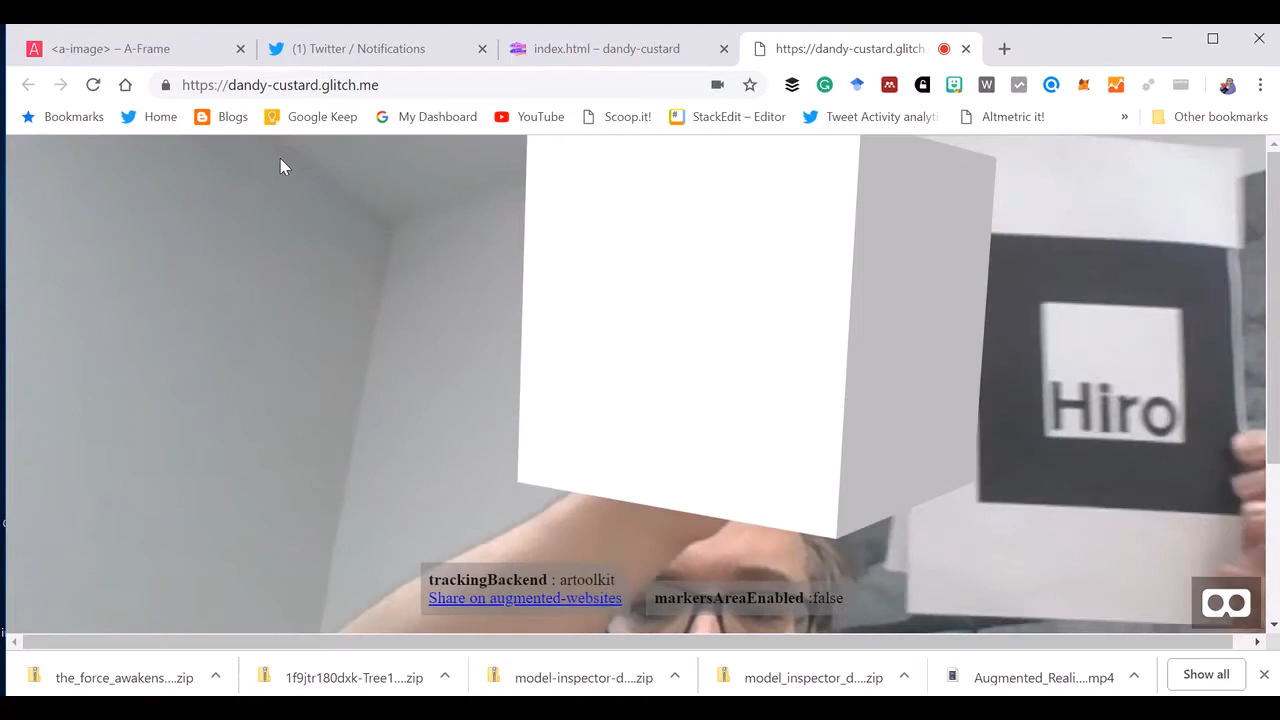 <a-image> – A-Frame
(1) Twitter / Notifications
index.html – dandy-custard
https://dandy-custard.glitch.
https://dandy-custard.glitch.me
Bookmarks
Home
Blogs
Google Keep
My Dashboard
YouTube
Scoop.it!
StackEdit – Editor
Tweet Activity analyti
Altmetric it!
»
Other bookmarks
Hiro
trackingBackend : artoolkit
Share on augmented-websites
markersAreaEnabled :false
the_force_awakens....zip
1f9jtr180dxk-Tree1....zip
model-inspector-d....zip
model_inspector_d....zip
Augmented_Reali....mp4
Show all